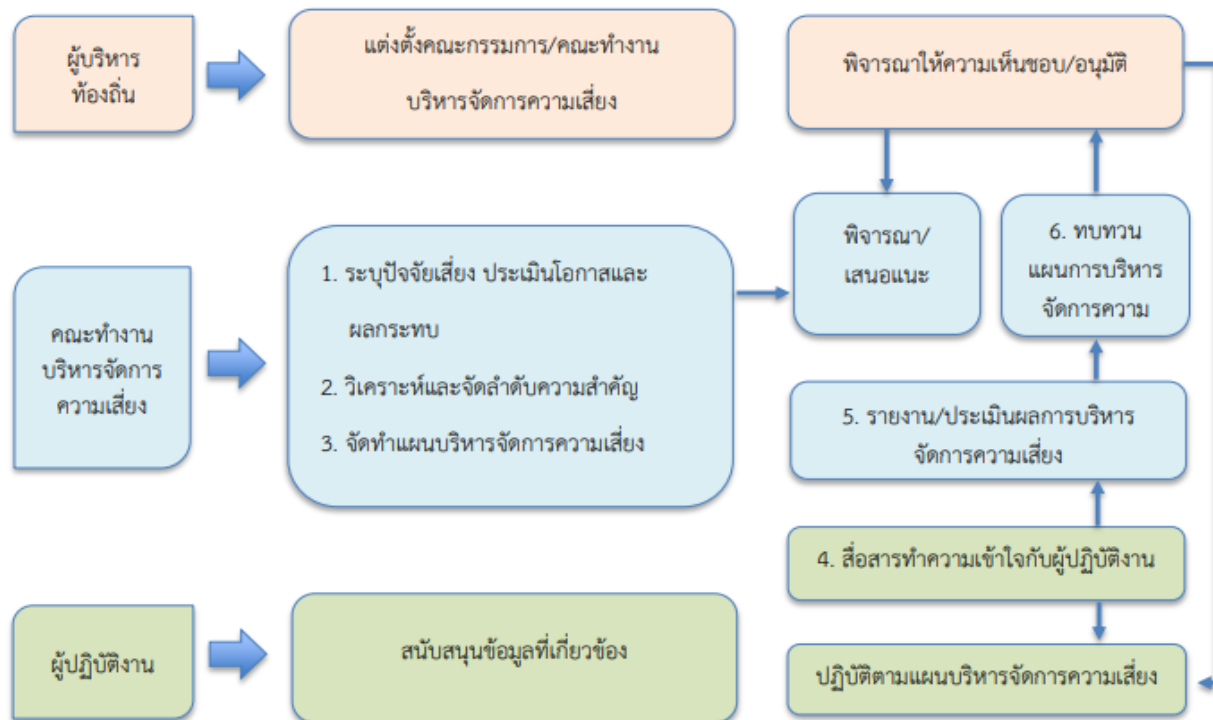 ผู้บริหาร
ท้องถิ่น
แต่งตั้งคณะกรรมการ/คณะทำงาน
บริหารจัดการความเสี่ยง
พิจารณาให้ความเห็นชอบ/อนุมัติ
คณะทำงาน
บริหารจัดการ
ความเสี่ยง
1. ระบุปัจจัยเสี่ยง ประเมินโอกาสและ
ผลกระทบ
2. วิเคราะห์และจัดลำดับความสำคัญ
3. จัดทำแผนบริหารจัดการความเสี่ยง
พิจารณา/
เสนอแนะ
6. ทบทวน
แผนการบริหาร
จัดการความ
5. รายงาน/ประเมินผลการบริหาร
จัดการความเสี่ยง
4. สื่อสารทำความเข้าใจกับผู้ปฏิบัติงาน
ผู้ปฏิบัติงาน
สนับสนุนข้อมูลที่เกี่ยวข้อง
ปฏิบัติตามแผนบริหารจัดการความเสี่ยง